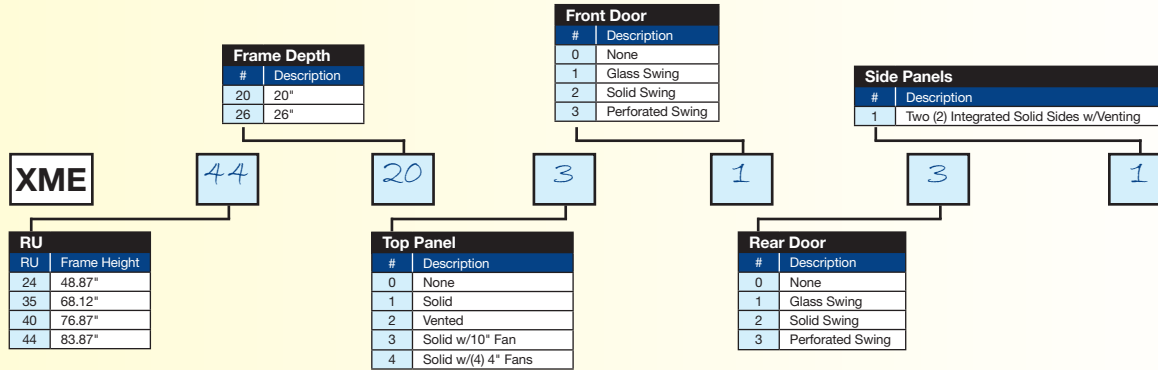 Front Door
# Description
0 None
1 Glass Swing
2 Solid Swing
3 Perforated Swing
Frame Depth
# Description
20 20"
26 26"
Side Panels
# Description
1 Two (2) Integrated Solid Sides w/Venting
XME 44 20 3 1 3 1
RU
RU Frame Height
24 48.87"
35 68.12"
40 76.87"
44 83.87"
Top Panel
# Description
0 None
1 Solid
2 Vented
3 Solid w/10" Fan
4 Solid w/(4) 4" Fans
Rear Door
# Description
0 None
1 Glass Swing
2 Solid Swing
3 Perforated Swing